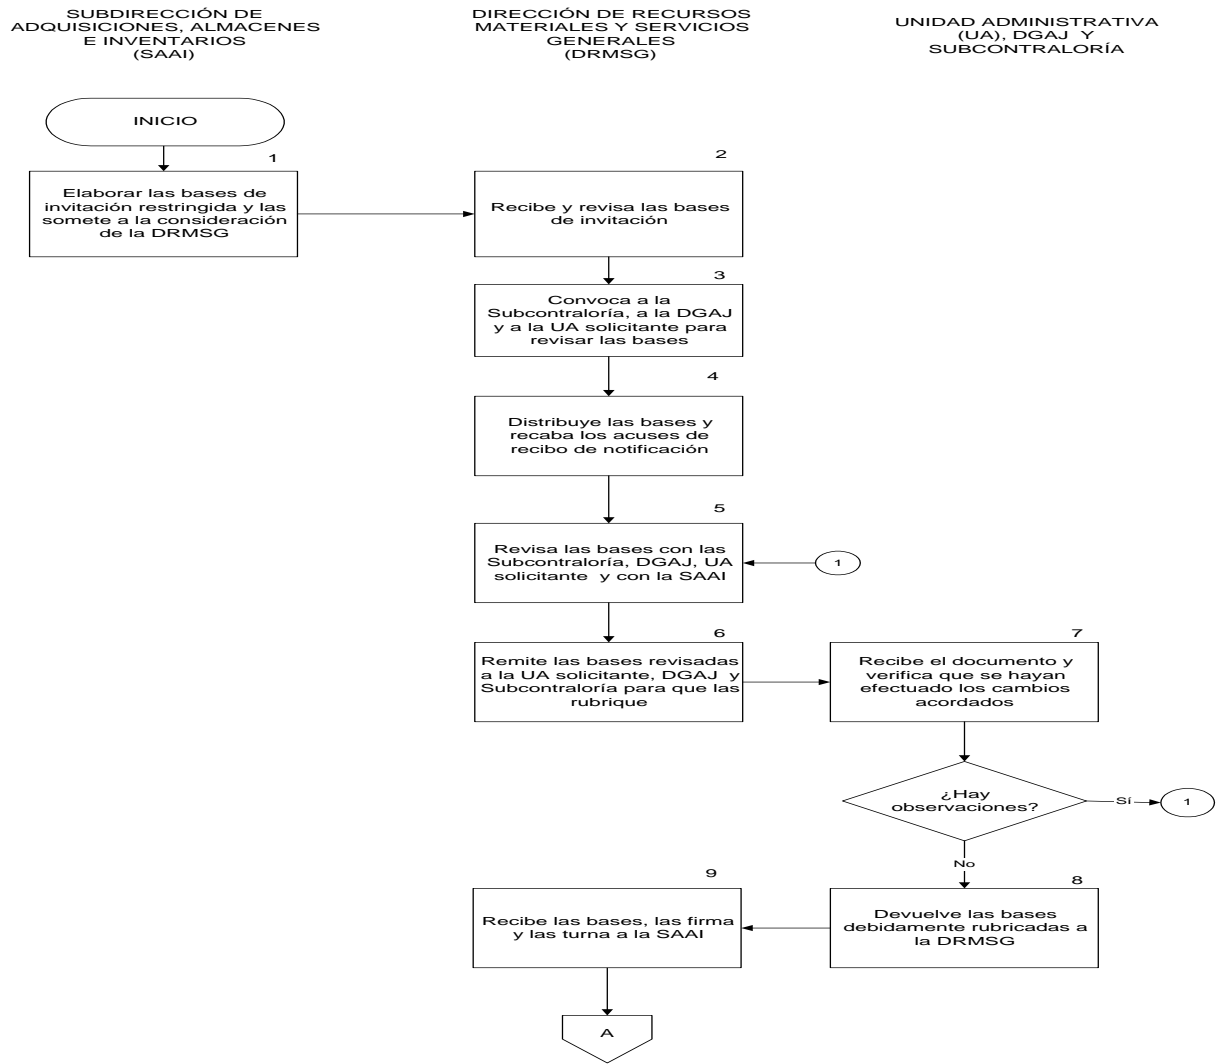 SUBDIRECCIÓN DE
ADQUISICIONES, ALMACENES
E INVENTARIOS
(SAAI)
DIRECCIÓN DE RECURSOS
MATERIALES Y SERVICIOS
GENERALES
(DRMSG)
UNIDAD ADMINISTRATIVA
(UA), DGAJ Y
SUBCONTRALORÍA
INICIO
1
Elaborar las bases de
invitación restringida y las
somete a la consideración
de la DRMSG
2
Recibe y revisa las bases
de invitación
3
Convoca a la
Subcontraloría, a la DGAJ
y a la UA solicitante para
revisar las bases
4
Distribuye las bases y
recaba los acuses de
recibo de notificación
5
Revisa las bases con las
Subcontraloría, DGAJ, UA
solicitante y con la SAAI
1
6
Remite las bases revisadas
a la UA solicitante, DGAJ y
Subcontraloría para que las
rubrique
7
Recibe el documento y
verifica que se hayan
efectuado los cambios
acordados
¿Hay
observaciones?
Sí
1
No
8
Devuelve las bases
debidamente rubricadas a
la DRMSG
9
Recibe las bases, las firma
y las turna a la SAAI
A